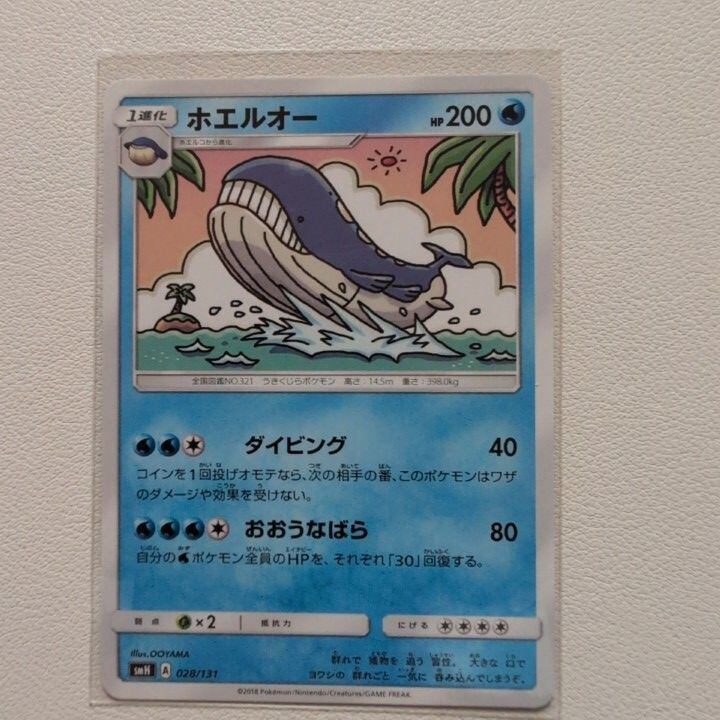 1進化 ホエルオー HP 200
ホエルコから進化
全国図鑑NO.321 うきくじらポケモン 高さ:14.5m 重さ:398.0kg
ダイビング 40
コインを1回投げオモテなら、次の相手の番、このポケモンはワザ
のダメージや効果を受けない。
おおうなばら 80
自分の ポケモン全員のHPを、それぞれ「30」回復する。
弱点 ×2 抵抗力 にげる
Illus.OOYAMA
群れで 獲物を 追う 習性。 大きな 口で
SMH A 028/131
ヨワシの 群れごと 一気に 呑み込んでしまうぞ。
©2018 Pokémon/Nintendo/Creatures/GAME FREAK